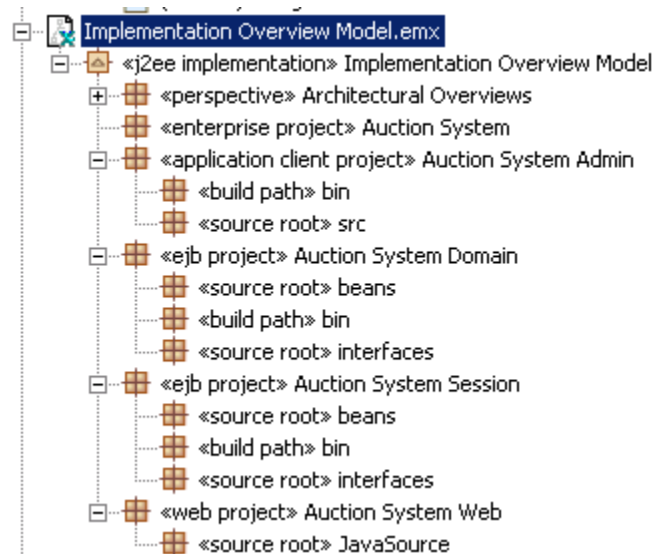 Implementation Overview Model.emx
«j2ee implementation» Implementation Overview Model
«perspective» Architectural Overviews
«enterprise project» Auction System
«application client project» Auction System Admin
«build path» bin
«source root» src
«ejb project» Auction System Domain
«source root» beans
«build path» bin
«source root» interfaces
«ejb project» Auction System Session
«source root» beans
«build path» bin
«source root» interfaces
«web project» Auction System Web
«source root» JavaSource